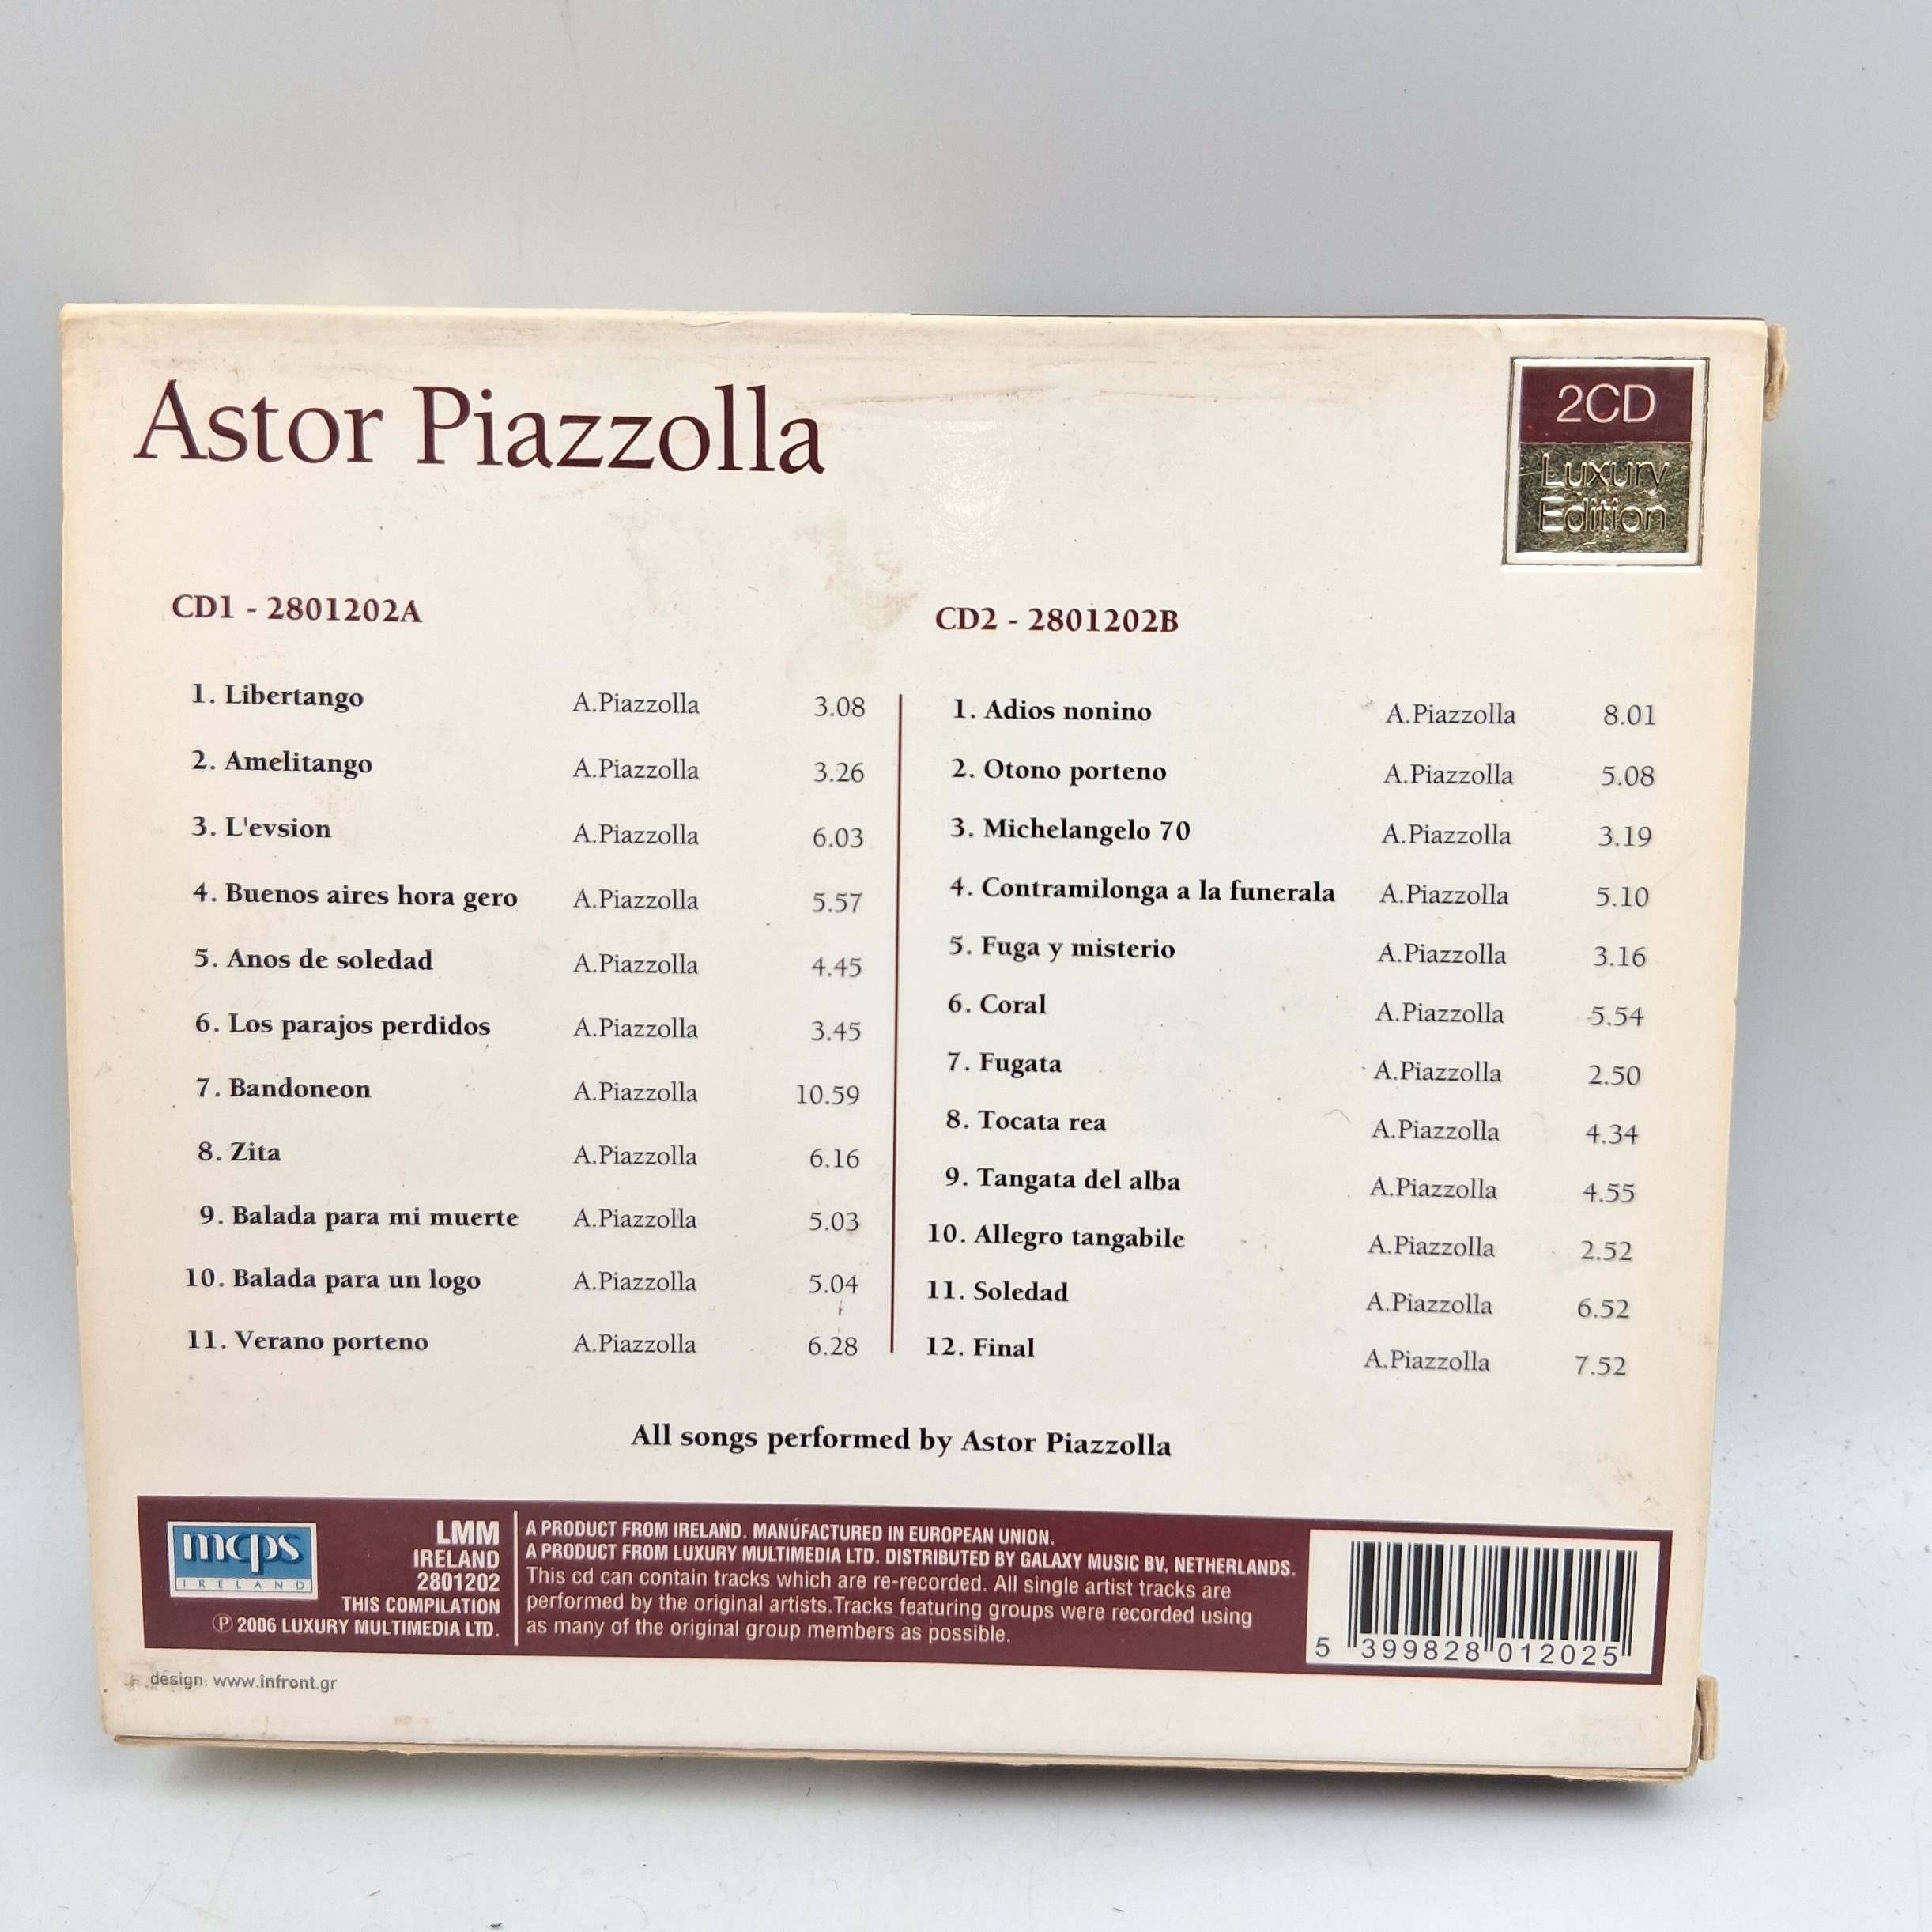 Astor Piazzolla
2CD
Luxury
Edition
CD1 - 2801202A
1. Libertango A.Piazzolla 3.08
2. Amelitango A.Piazzolla 3.26
3. L'evsion A.Piazzolla 6.03
4. Buenos aires hora gero A.Piazzolla 5.57
5. Anos de soledad A.Piazzolla 4.45
6. Los parajos perdidos A.Piazzolla 3.45
7. Bandoneon A.Piazzolla 10.59
8. Zita A.Piazzolla 6.16
9. Balada para mi muerte A.Piazzolla 5.03
10. Balada para un logo A.Piazzolla 5.04
11. Verano porteno A.Piazzolla 6.28
CD2 - 2801202B
1. Adios nonino A.Piazzolla 8.01
2. Otono porteno A.Piazzolla 5.08
3. Michelangelo 70 A.Piazzolla 3.19
4. Contramilonga a la funerala A.Piazzolla 5.10
5. Fuga y misterio A.Piazzolla 3.16
6. Coral A.Piazzolla 5.54
7. Fugata A.Piazzolla 2.50
8. Tocata rea A.Piazzolla 4.34
9. Tangata del alba A.Piazzolla 4.55
10. Allegro tangabile A.Piazzolla 2.52
11. Soledad A.Piazzolla 6.52
12. Final A.Piazzolla 7.52
All songs performed by Astor Piazzolla
mcps
IRELAND
LMM
IRELAND
2801202
THIS COMPILATION
℗ 2006 LUXURY MULTIMEDIA LTD.
A PRODUCT FROM IRELAND. MANUFACTURED IN EUROPEAN UNION.
A PRODUCT FROM LUXURY MULTIMEDIA LTD. DISTRIBUTED BY GALAXY MUSIC BV, NETHERLANDS.
This cd can contain tracks which are re-recorded. All single artist tracks are
performed by the original artists.Tracks featuring groups were recorded using
as many of the original group members as possible.
5 399828 012025
design: www.infront.gr